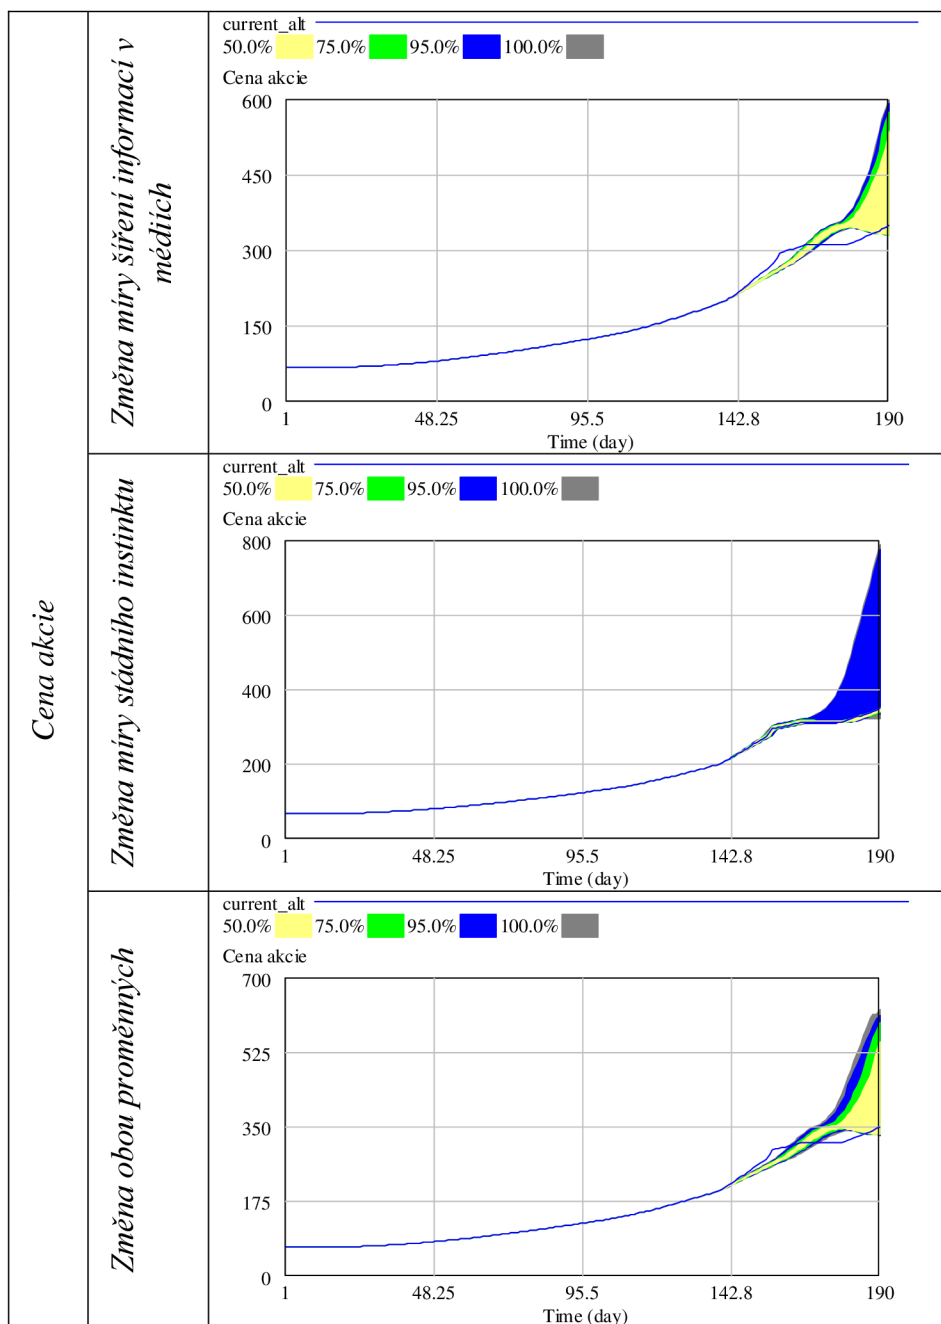 Cena akcie
Změna míry šíření informací v
médiích
current_alt
50.0% 75.0% 95.0% 100.0%
Cena akcie
600
450
300
150
0
1 48.25 95.5 142.8 190
Time (day)
Změna míry stádního instinktu
current_alt
50.0% 75.0% 95.0% 100.0%
Cena akcie
800
600
400
200
0
1 48.25 95.5 142.8 190
Time (day)
Změna obou proměnných
current_alt
50.0% 75.0% 95.0% 100.0%
Cena akcie
700
525
350
175
0
1 48.25 95.5 142.8 190
Time (day)